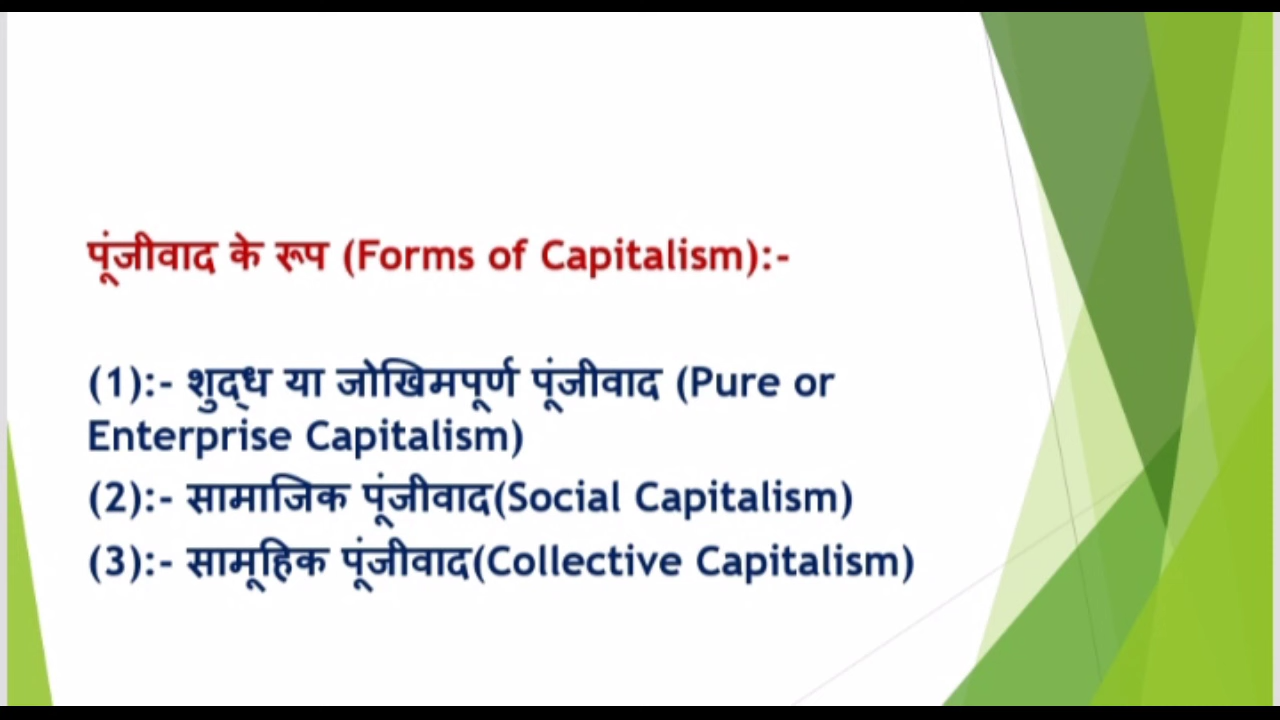 पूंजीवाद के रूप (Forms of Capitalism):-
(1):- शुद्ध या जोखिमपूर्ण पूंजीवाद (Pure or
Enterprise Capitalism)
(2):- सामाजिक पूंजीवाद(Social Capitalism)
(3):- सामूहिक पूंजीवाद(Collective Capitalism)